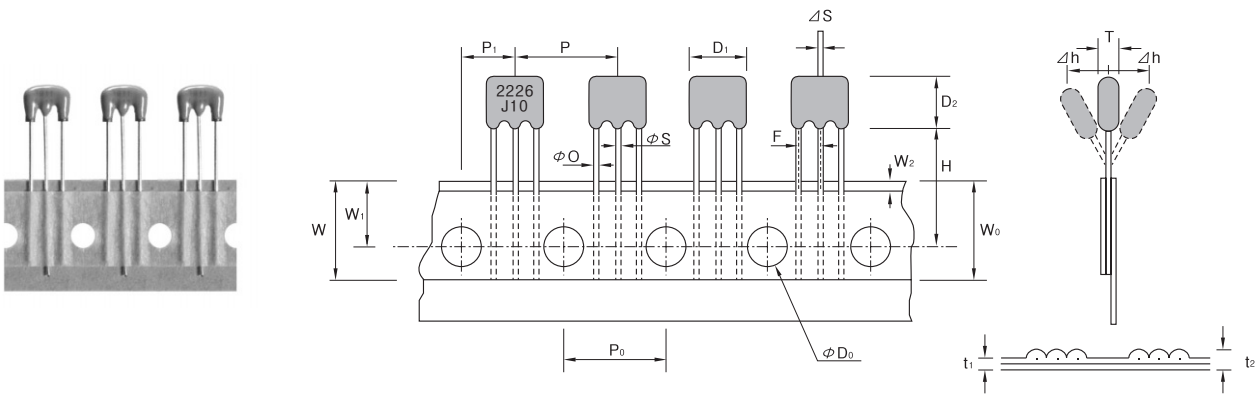 ⊿S
P₁
P
D₁
T
⊿h
⊿h
2226
J10
D₂
ΦS
F
ΦO
W₂
H
W
W₁
W₀
P₀
ΦD₀
t₁
t₂